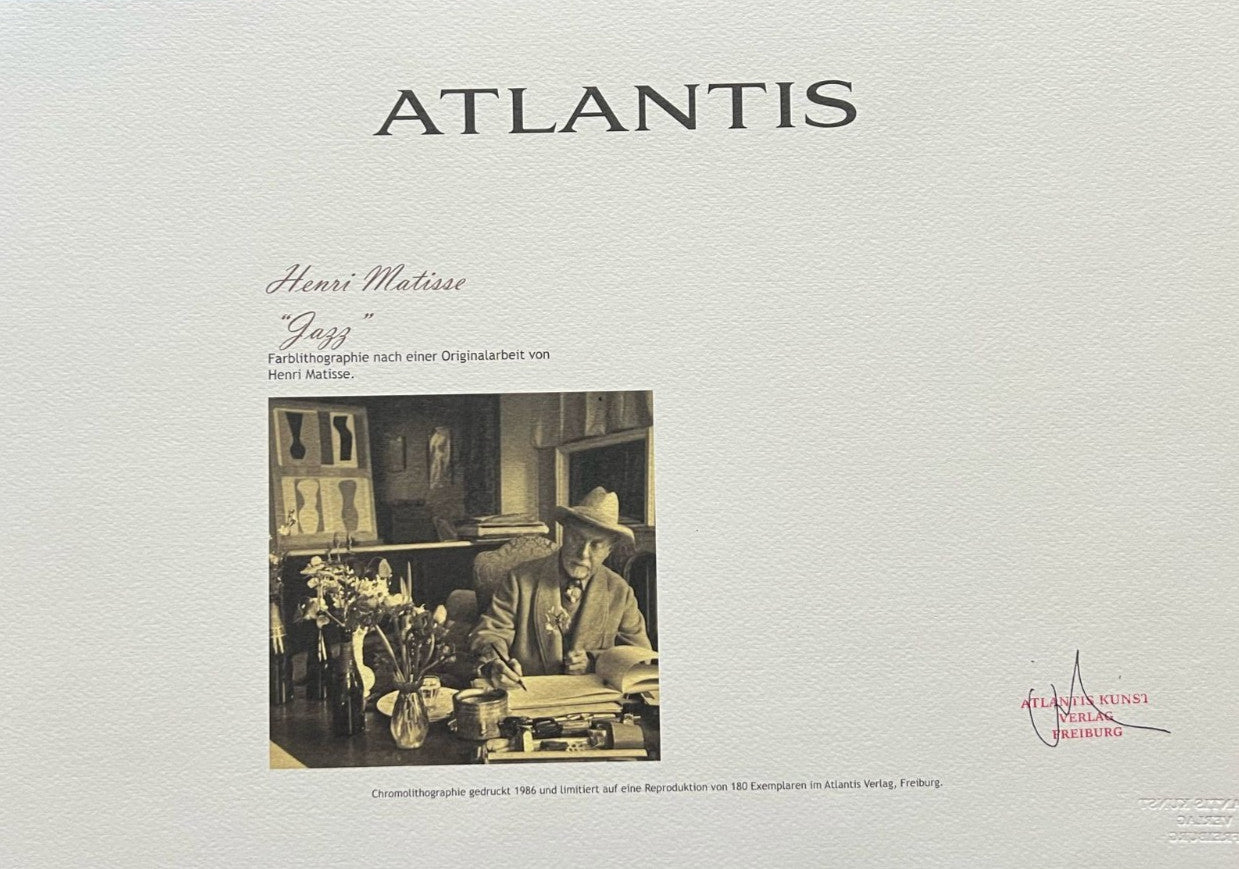 ATLANTIS
Henri Matisse
“Jazz”
Farblithographie nach einer Originalarbeit von
Henri Matisse.
ATLANTIS KUNST
VERLAG
FREIBURG
Chromolithographie gedruckt 1986 und limitiert auf eine Reproduktion von 180 Exemplaren im Atlantis Verlag, Freiburg.